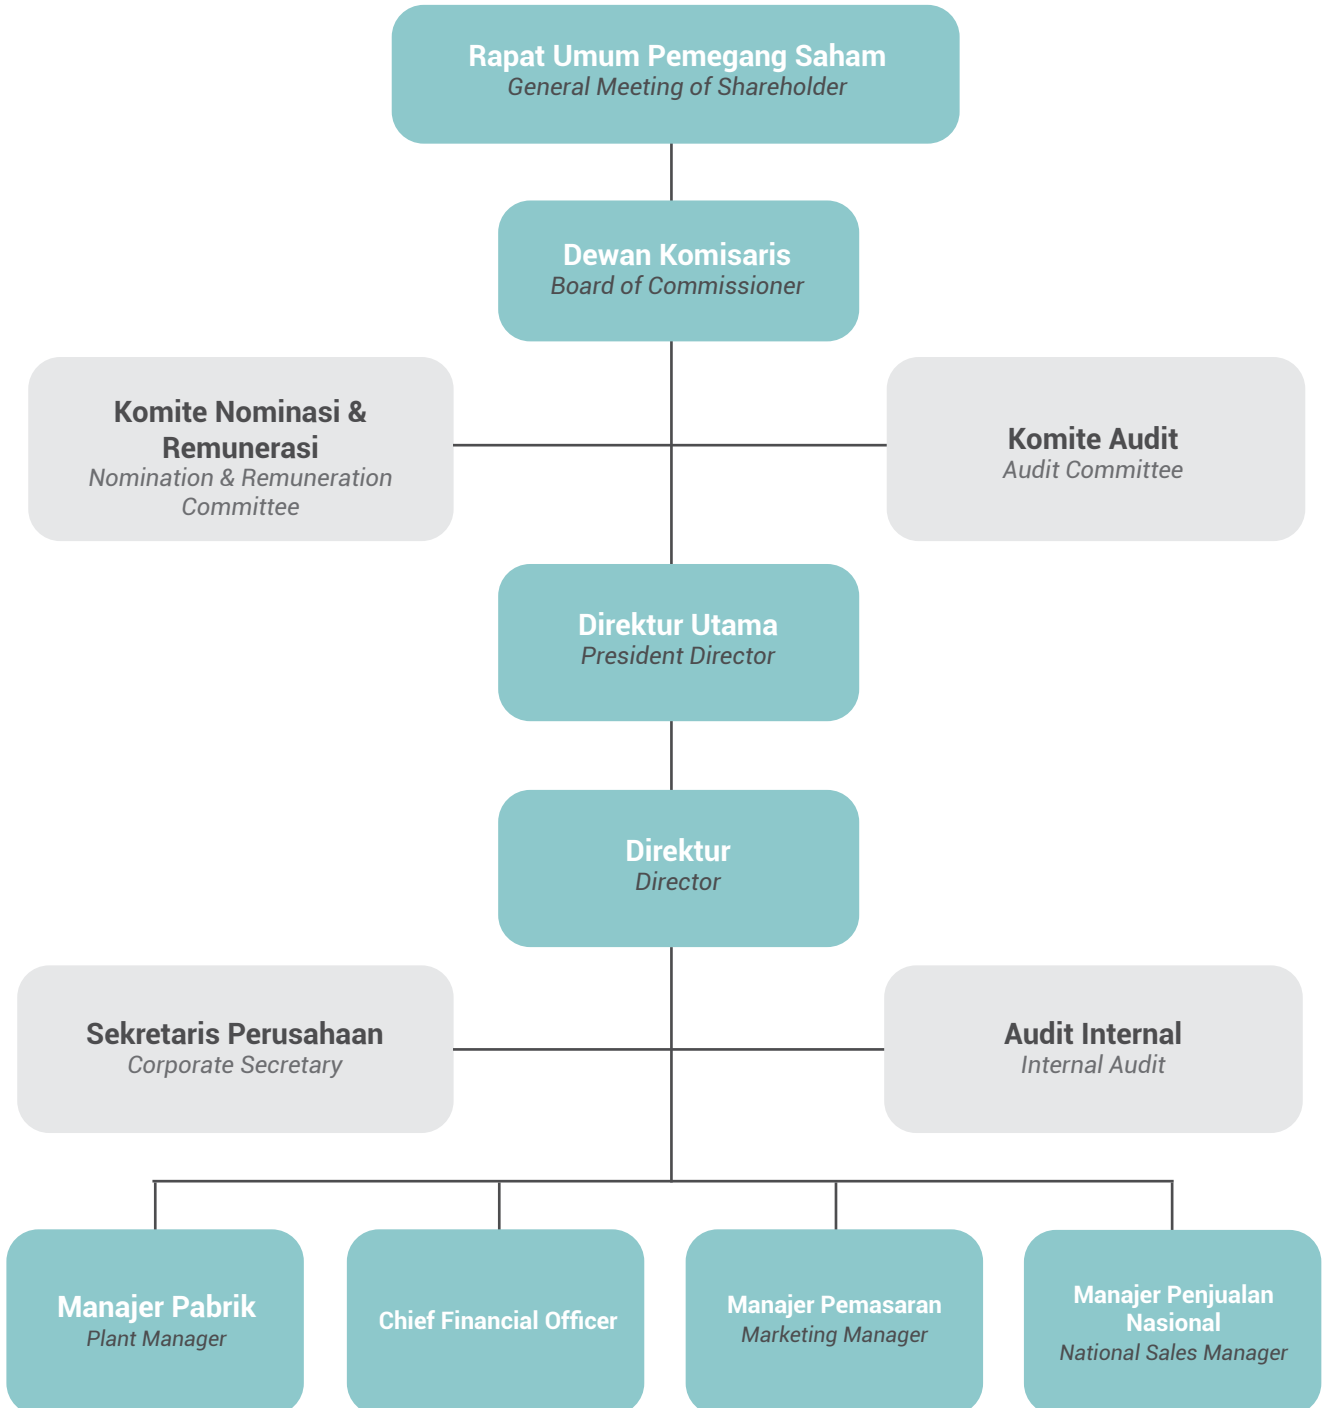 Rapat Umum Pemegang Saham
General Meeting of Shareholder
Dewan Komisaris
Board of Commissioner
Komite Nominasi &
Remunerasi
Nomination & Remuneration
Committee
Komite Audit
Audit Committee
Direktur Utama
President Director
Direktur
Director
Sekretaris Perusahaan
Corporate Secretary
Audit Internal
Internal Audit
Manajer Pabrik
Plant Manager
Chief Financial Officer
Manajer Pemasaran
Marketing Manager
Manajer Penjualan
Nasional
National Sales Manager